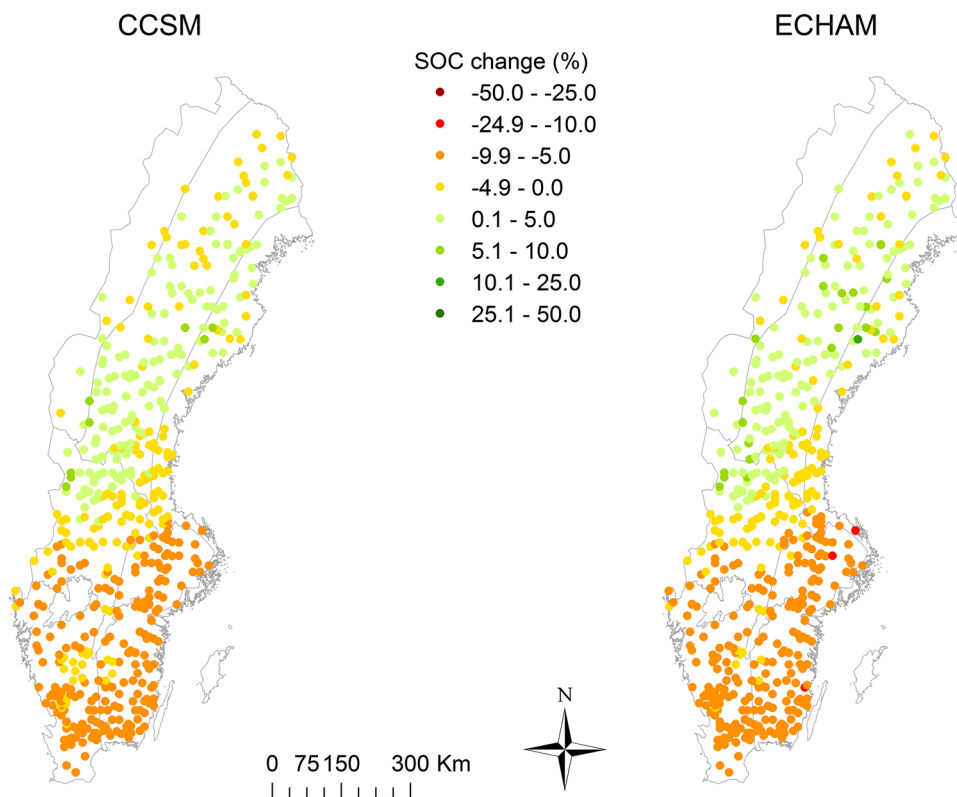 CCSM
ECHAM
SOC change (%)
-50.0 - -25.0
-24.9 - -10.0
-9.9 - -5.0
-4.9 - 0.0
0.1 - 5.0
5.1 - 10.0
10.1 - 25.0
25.1 - 50.0
N
0 75 150 300 Km